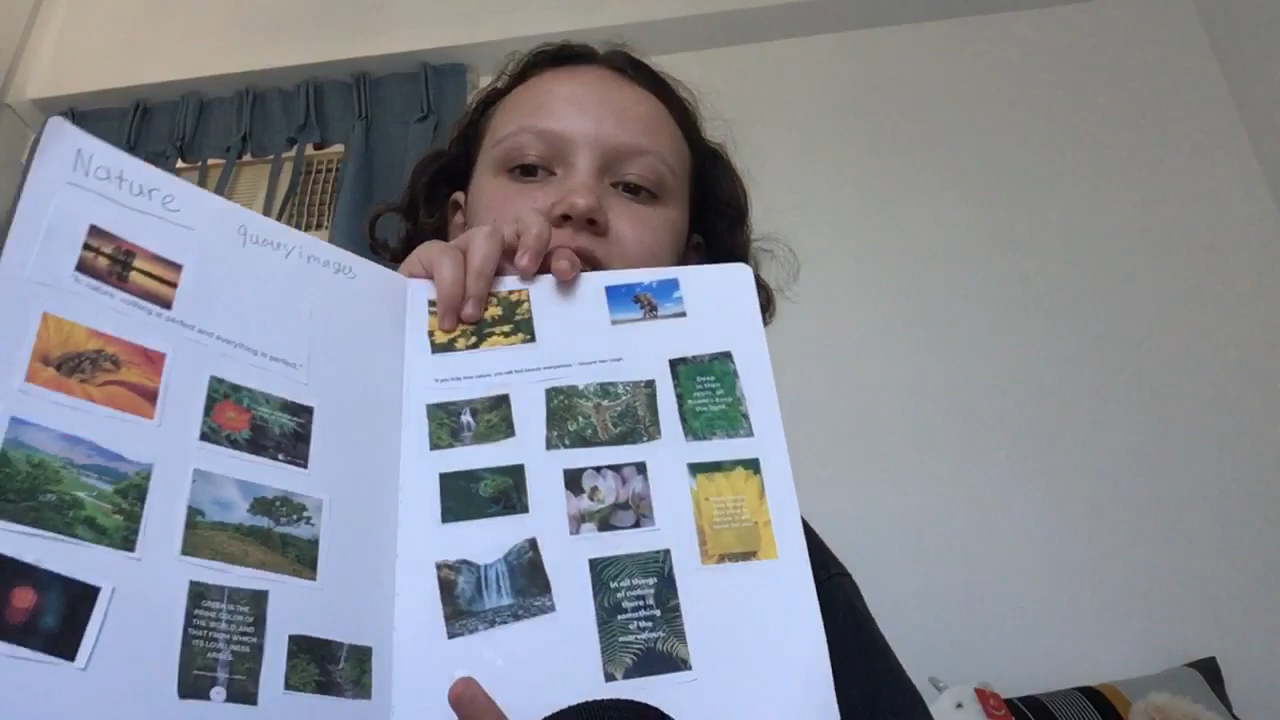 Nature
quotes/images
"In nature, nothing is perfect and everything is perfect."
"If you truly love nature, you will find beauty everywhere." - Vincent Van Gogh
Deep
in their
roots, all
flowers keep
the light.
GREEN IS THE
PRIME COLOR OF
THE WORLD, AND
THAT FROM WHICH
ITS LOVELINESS
ARISES.
In all things
of nature
there is
something
of the
marvelous.